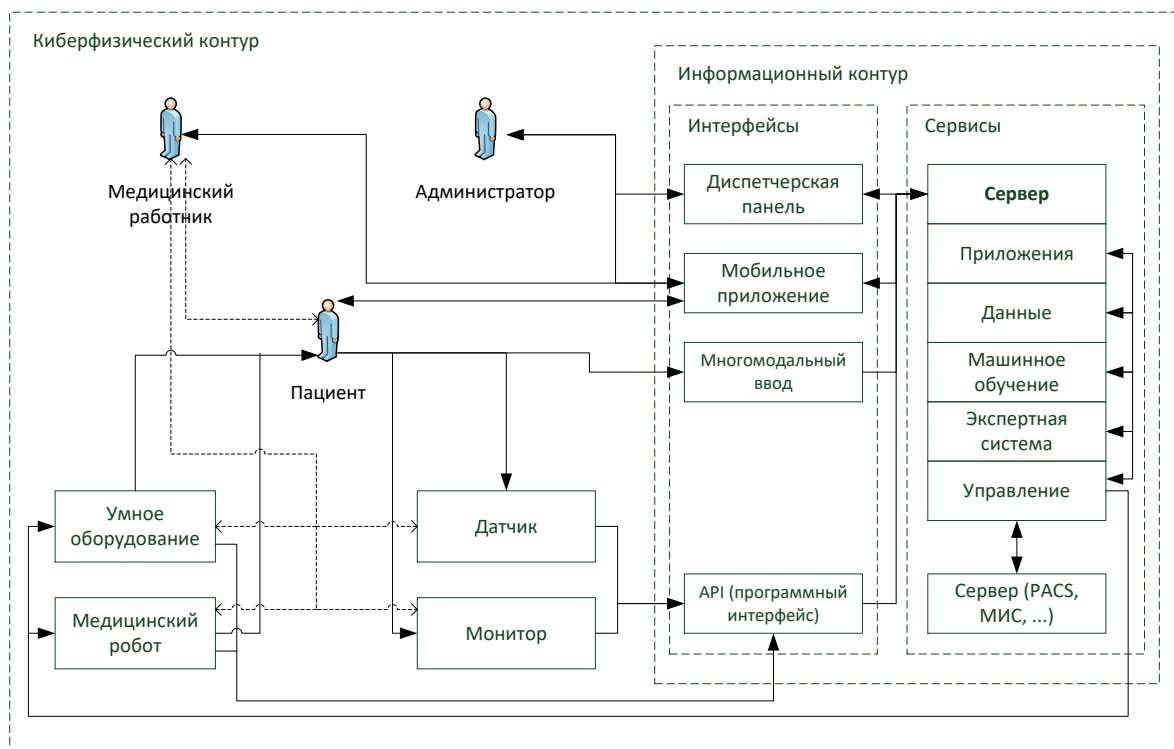 Киберфизический контур
Информационный контур
Интерфейсы
Сервисы
Медицинский
работник
Администратор
Диспетчерская
панель
Сервер
Мобильное
приложение
Приложения
Данные
Пациент
Многомодальный
ввод
Машинное
обучение
Экспертная
система
Управление
Умное
оборудование
Датчик
Медицинский
робот
Монитор
API (программный
интерфейс)
Сервер (PACS,
МИС, ...)